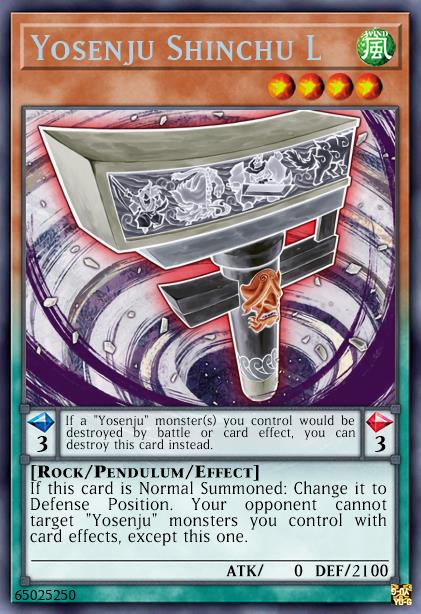 Yosenju Shinchu L
WIND
風
If a "Yosenju" monster(s) you control would be
destroyed by battle or card effect, you can
destroy this card instead.
3
3
[Rock/Pendulum/Effect]
If this card is Normal Summoned: Change it to
Defense Position. Your opponent cannot
target "Yosenju" monsters you control with
card effects, except this one.
ATK/ 0 DEF/2100
65025250